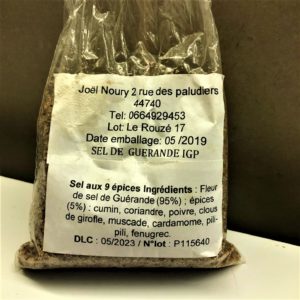 Joël Noury 2 rue des paludiers
44740
Tel: 0664929453
Lot: Le Rouzé 17
Date emballage: 05 /2019
SEL DE GUERANDE IGP
Sel aux 9 épices Ingrédients : Fleur
de sel de Guérande (95%) ; épices
(5%) : cumin, coriandre, poivre, clous
de girofle, muscade, cardamome, pili-
pili, fenugrec.
DLC : 05/2023 / N°lot : P115640